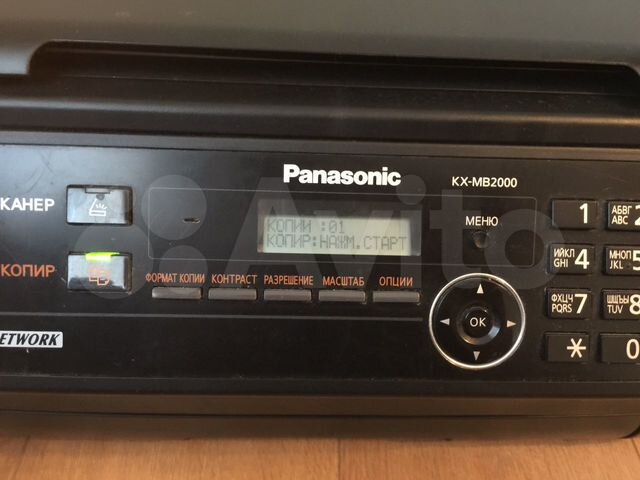 Panasonic
KX-MB2000
КАНЕР
КОПИР
ETWORK
КОПИИ :01
КОПИР:НАЖМ.СТАРТ
МЕНЮ
ФОРМАТ КОПИИ
КОНТРАСТ
РАЗРЕШЕНИЕ
МАСШТАБ
ОПЦИИ
OK
1
АБВГ ABC 2
ИЙКЛ GHI 4
МНОП JKL 5
ФХЦЧ PQRS 7
ШЩЪЫ TUV 8
*
0
Avito